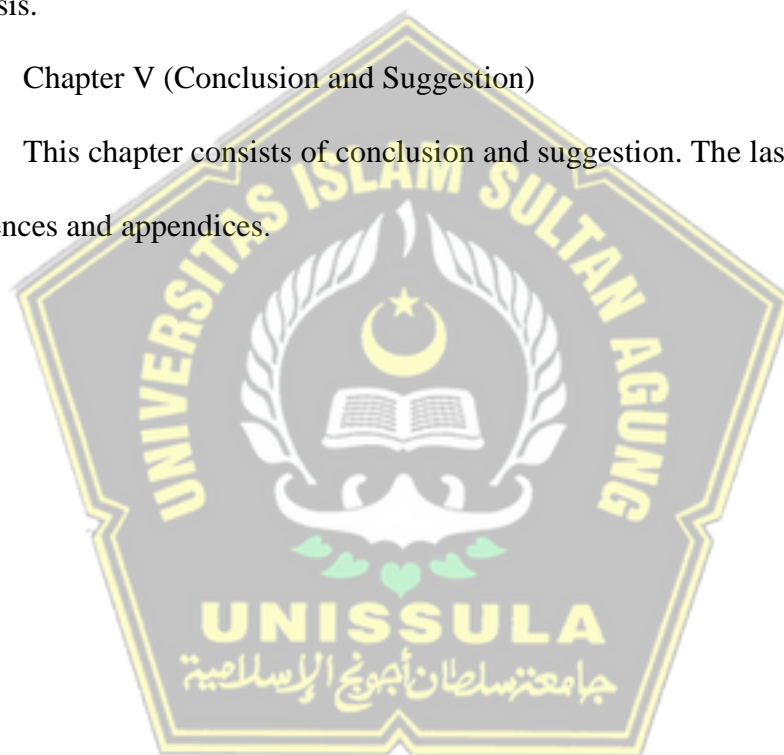 sis.
Chapter V (Conclusion and Suggestion)
This chapter consists of conclusion and suggestion. The las
ences and appendices.
UNIVERSITAS ISLAM SULTAN AGUNG
UNISSULA
جامعة سلطان أجونج الإسلامية